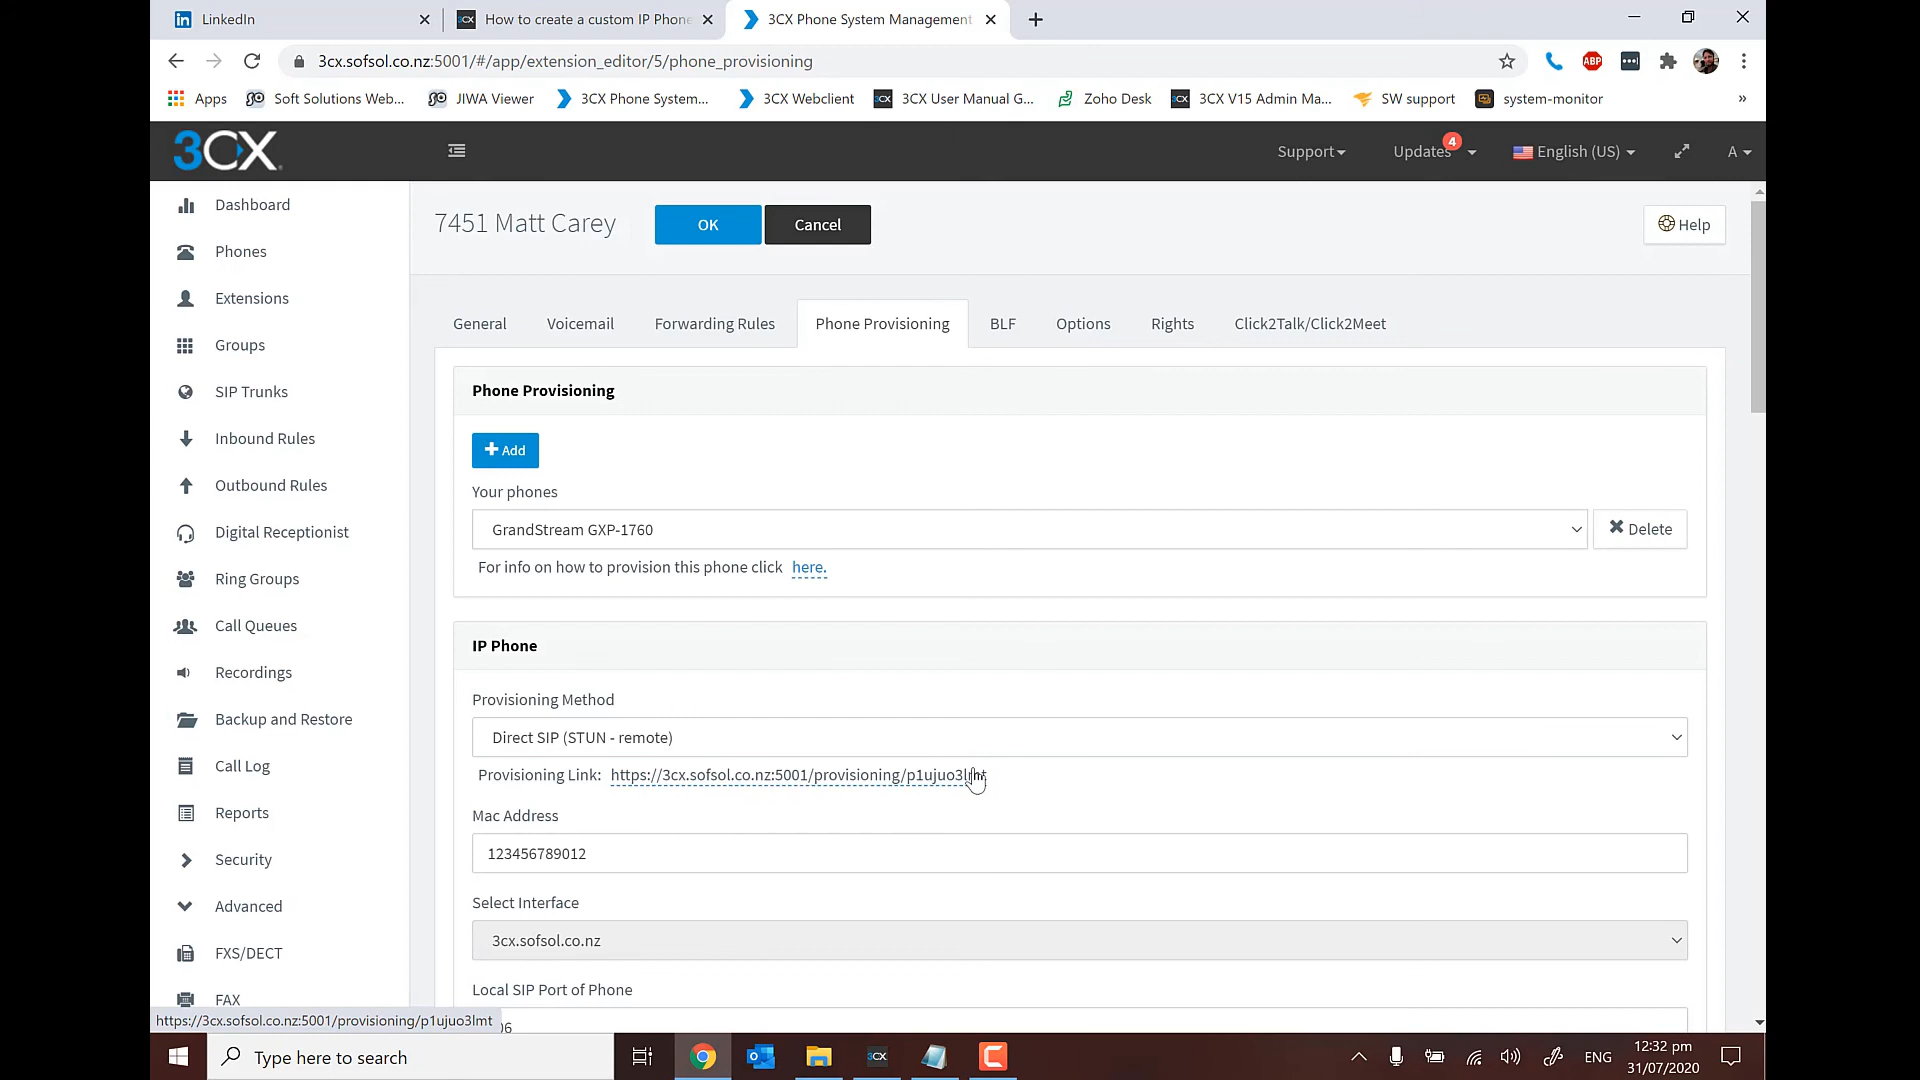 LinkedIn
How to create a custom IP Phone
3CX Phone System Management
3cx.sofsol.co.nz:5001/#/app/extension_editor/5/phone_provisioning
ABP
Apps
Soft Solutions Web...
JIWA Viewer
3CX Phone System...
3CX Webclient
3CX User Manual G...
Zoho Desk
3CX V15 Admin Ma...
SW support
system-monitor
»
3CX
Support
Updates 4
English (US)
A
Dashboard
Phones
Extensions
Groups
SIP Trunks
Inbound Rules
Outbound Rules
Digital Receptionist
Ring Groups
Call Queues
Recordings
Backup and Restore
Call Log
Reports
Security
Advanced
FXS/DECT
FAX
7451 Matt Carey
OK
Cancel
Help
General
Voicemail
Forwarding Rules
Phone Provisioning
BLF
Options
Rights
Click2Talk/Click2Meet
Phone Provisioning
Add
Your phones
GrandStream GXP-1760
Delete
For info on how to provision this phone click here.
IP Phone
Provisioning Method
Direct SIP (STUN - remote)
Provisioning Link: https://3cx.sofsol.co.nz:5001/provisioning/p1ujuo3lmt
Mac Address
123456789012
Select Interface
3cx.sofsol.co.nz
Local SIP Port of Phone
https://3cx.sofsol.co.nz:5001/provisioning/p1ujuo3lmt
Type here to search
3CX
ENG
12:32 pm
31/07/2020